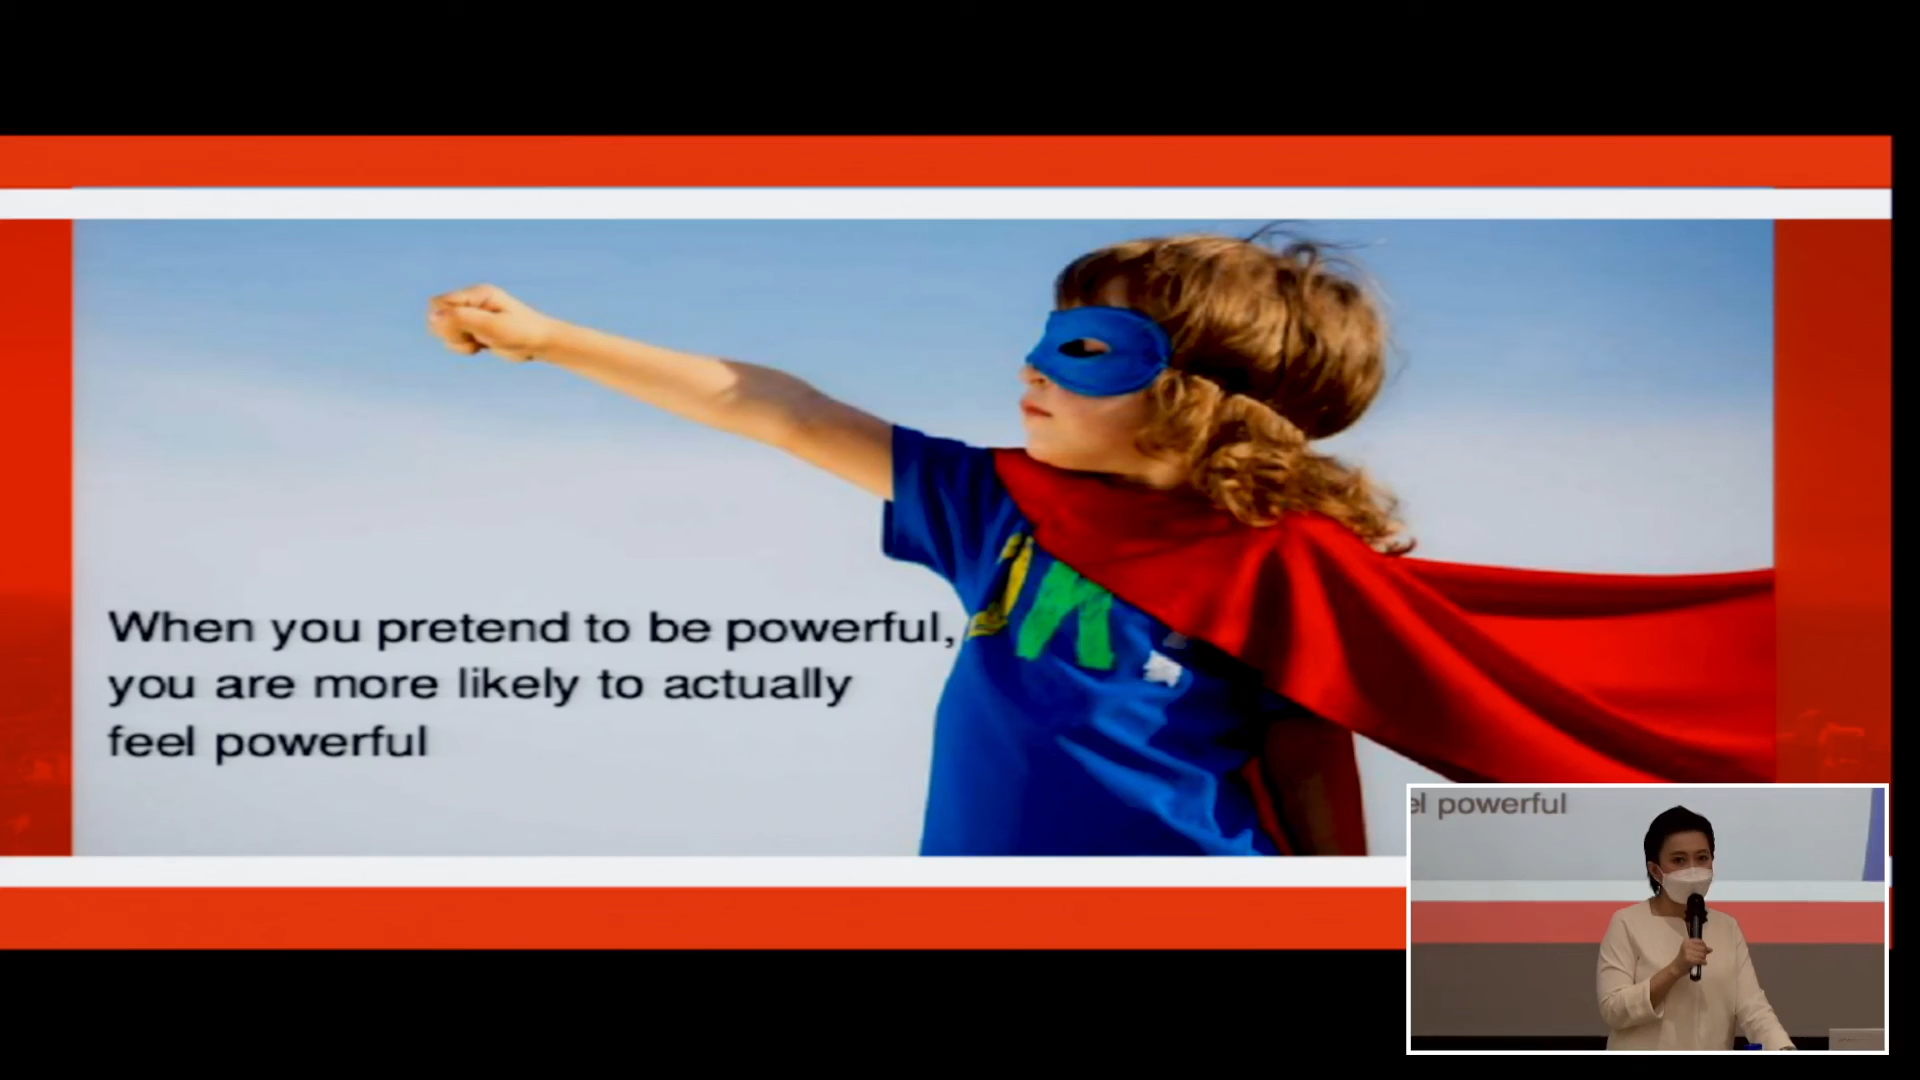 When you pretend to be powerful,
you are more likely to actually
feel powerful
el powerful